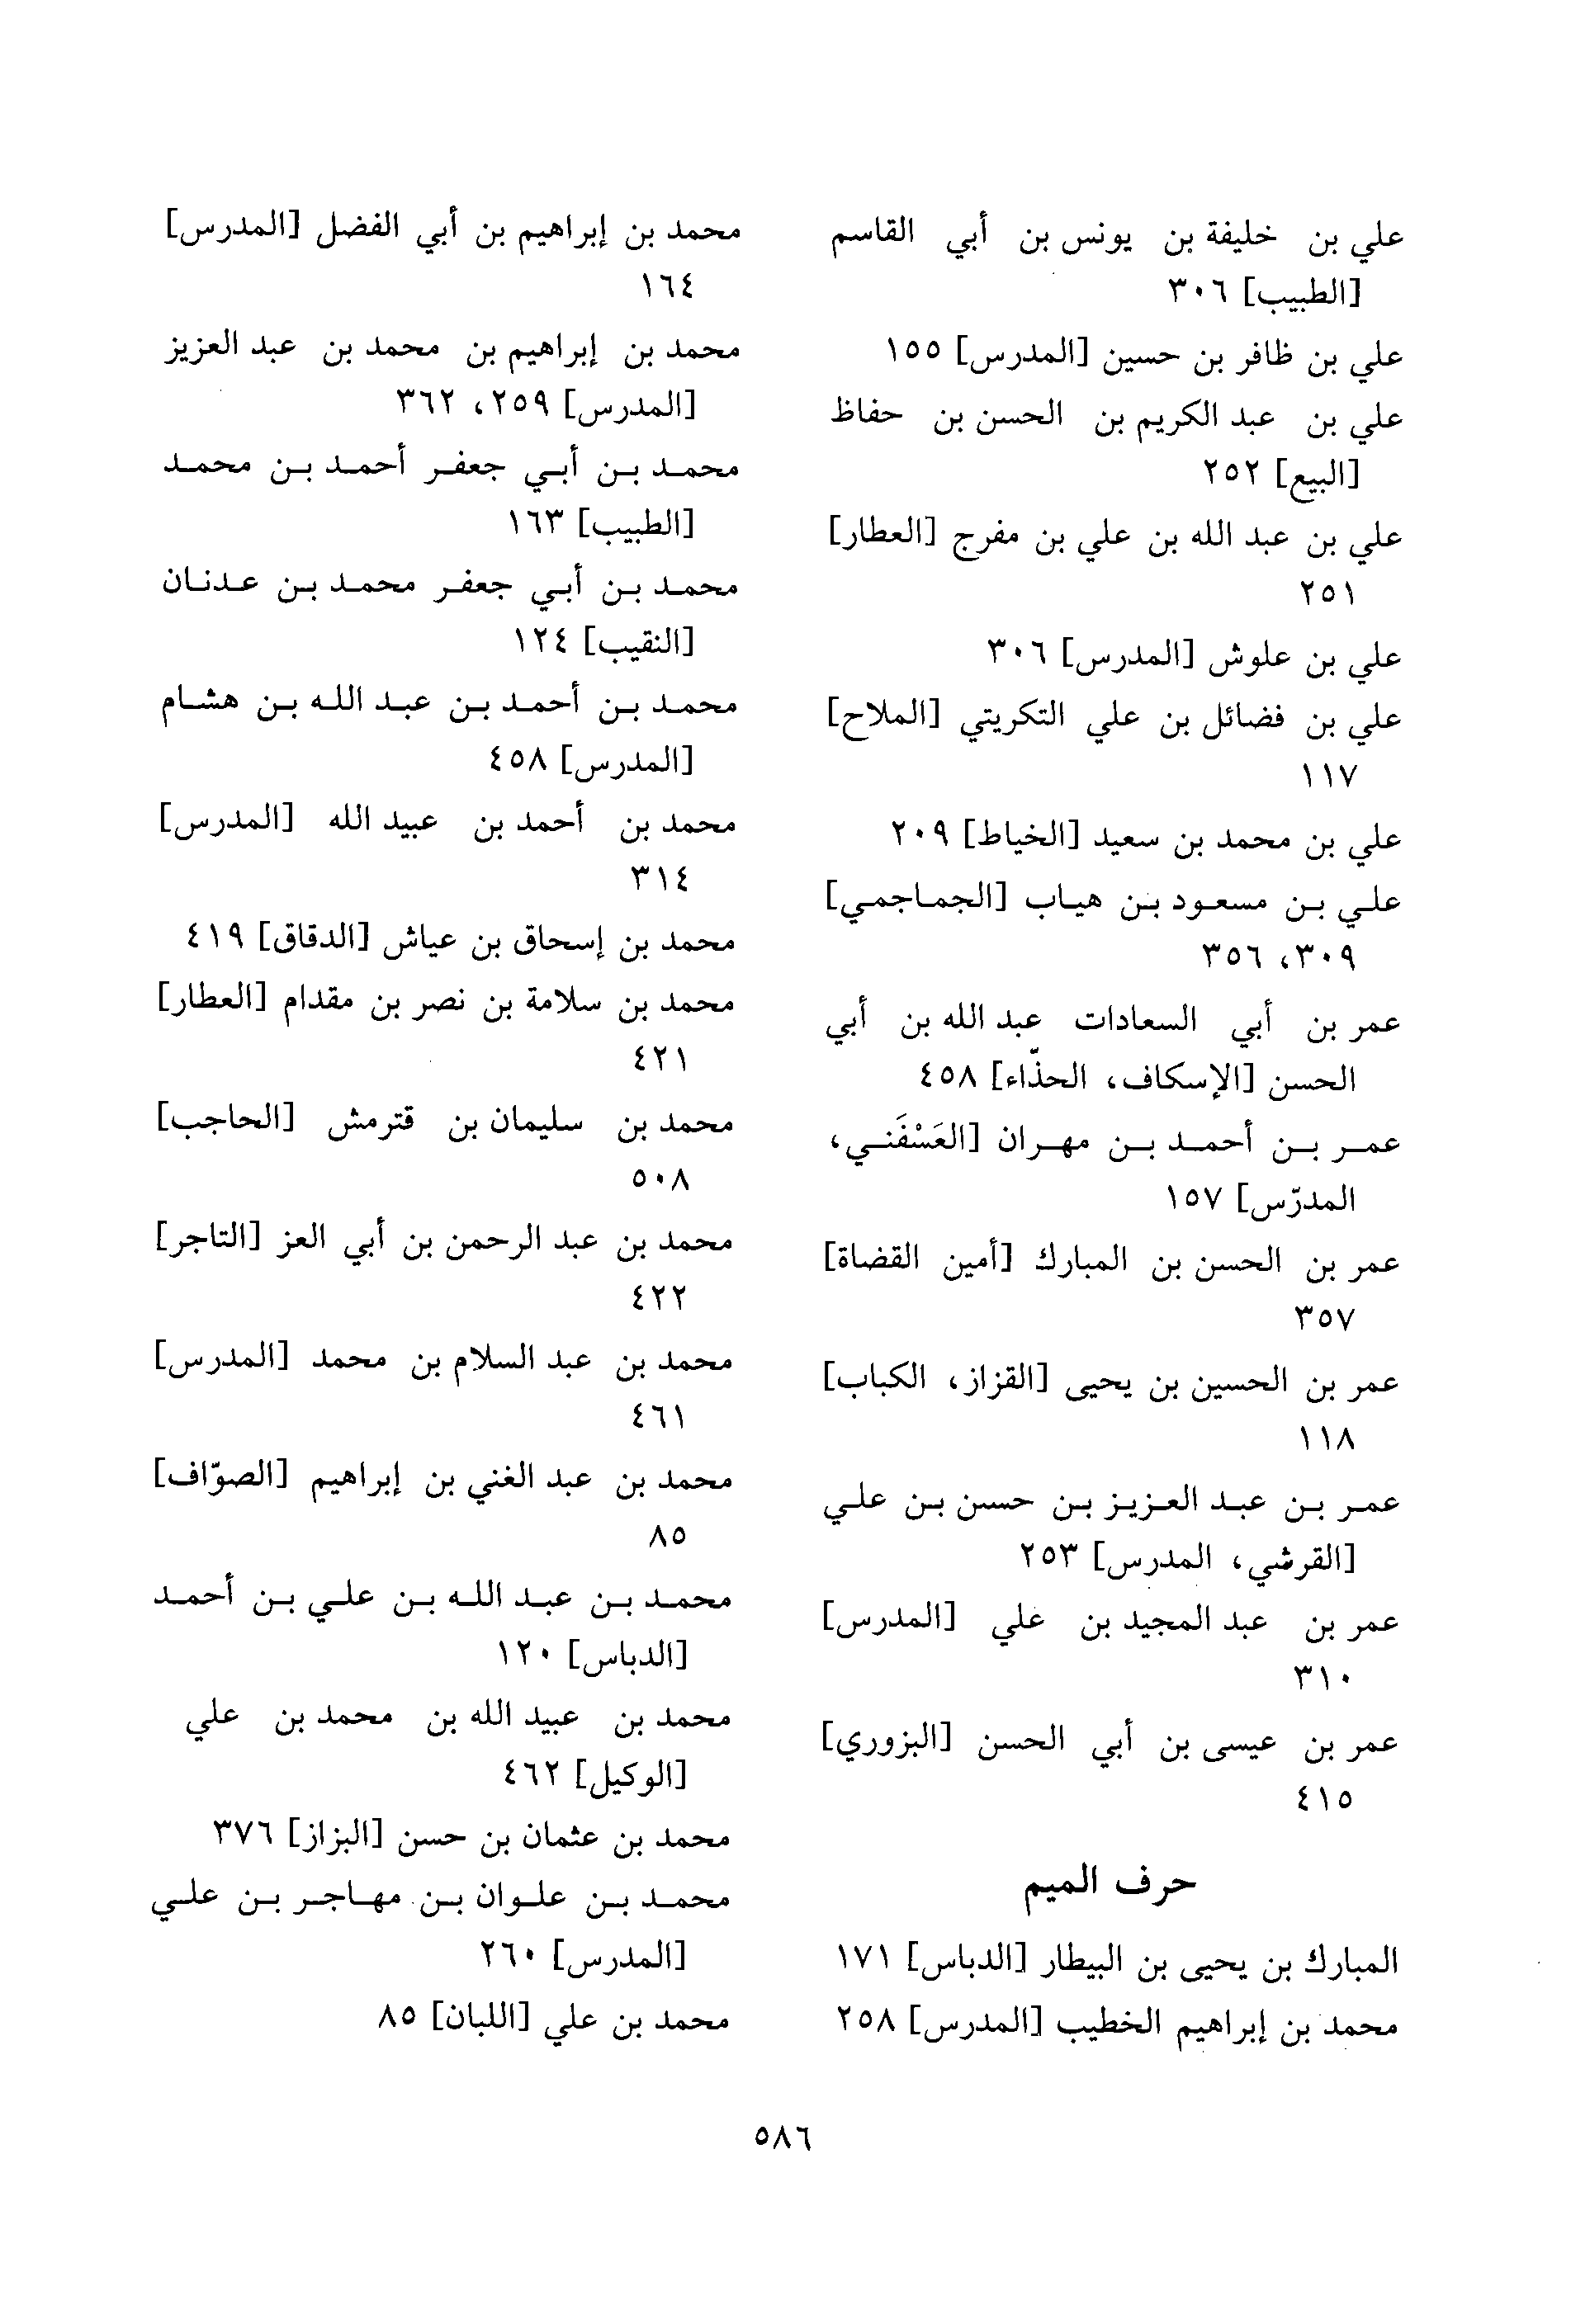 علي بن خليفة بن يونس بن أبي القاسم
[الطبيب] ٣٠٦
علي بن ظافر بن حسين [المدرس] ١٥٥
علي بن عبد الكريم بن الحسن بن حفاظ
[البيع] ٢٥٢
علي بن عبد الله بن علي بن مفرج [العطار]
٢٥١
علي بن علوش [المدرس] ٣٠٦
علي بن فضائل بن علي التكريتي [الملاح]
١١٧
علي بن محمد بن سعيد [الخياط] ٢٠٩
علي بن مسعود بن هياب [الجماجمي]
٣٠٩، ٣٥٦
عمر بن أبي السعادات عبد الله بن أبي
الحسن [الإسكاف، الحذّاء] ٤٥٨
عمر بن أحمد بن مهران [العَسْفَني،
المدرّس] ١٥٧
عمر بن الحسن بن المبارك [أمين القضاة]
٣٥٧
عمر بن الحسين بن يحيى [القزاز، الكباب]
١١٨
عمر بن عبد العزيز بن حسن بن علي
[القرشي، المدرس] ٢٥٣
عمر بن عبد المجيد بن علي [المدرس]
٣١٠
عمر بن عيسى بن أبي الحسن [البزوري]
٤١٥
حرف الميم
المبارك بن يحيى بن البيطار [الدباس] ١٧١
محمد بن إبراهيم الخطيب [المدرس] ٢٥٨
محمد بن إبراهيم بن أبي الفضل [المدرس]
١٦٤
محمد بن إبراهيم بن محمد بن عبد العزيز
[المدرس] ٢٥٩، ٣٦٢
محمد بن أبي جعفر أحمد بن محمد
[الطبيب] ١٦٣
محمد بن أبي جعفر محمد بن عدنان
[النقيب] ١٢٤
محمد بن أحمد بن عبد الله بن هشام
[المدرس] ٤٥٨
محمد بن أحمد بن عبيد الله [المدرس]
٣١٤
محمد بن إسحاق بن عياش [الدقاق] ٤١٩
محمد بن سلامة بن نصر بن مقدام [العطار]
٤٢١
محمد بن سليمان بن قترمش [الحاجب]
٥٠٨
محمد بن عبد الرحمن بن أبي العز [التاجر]
٤٢٢
محمد بن عبد السلام بن محمد [المدرس]
٤٦١
محمد بن عبد الغني بن إبراهيم [الصوّاف]
٨٥
محمد بن عبد الله بن علي بن أحمد
[الدباس] ١٢٠
محمد بن عبيد الله بن محمد بن علي
[الوكيل] ٤٦٢
محمد بن عثمان بن حسن [البزاز] ٣٧٦
محمد بن علوان بن مهاجر بن علي
[المدرس] ٢٦٠
محمد بن علي [اللبان] ٨٥
٥٨٦